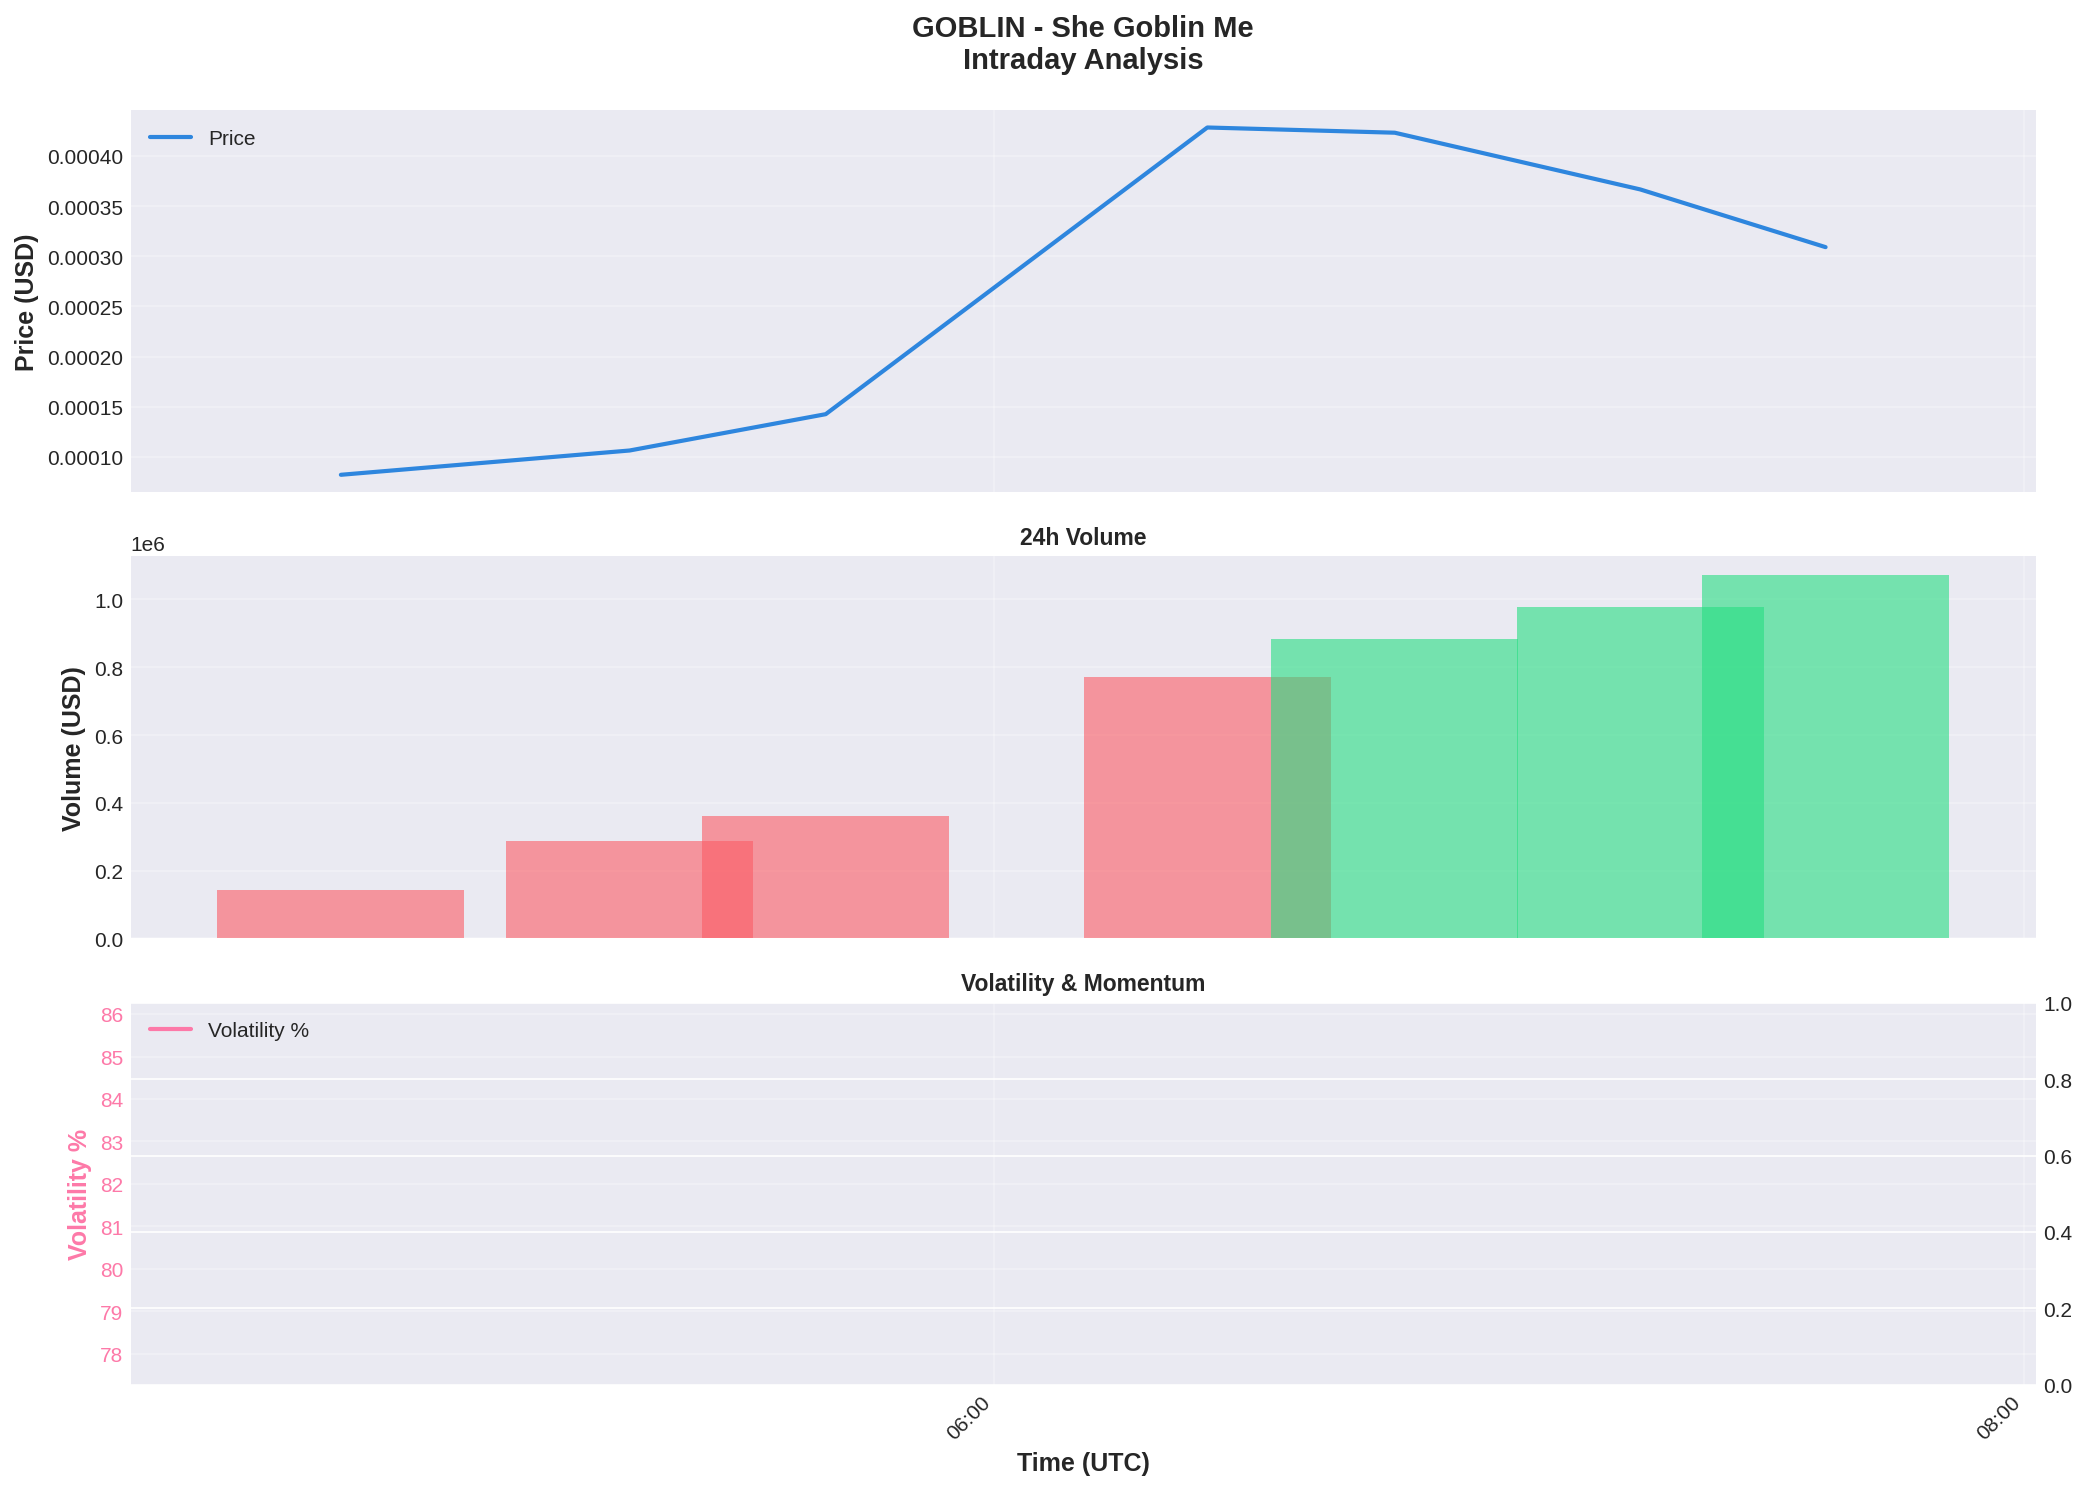 GOBLIN - She Goblin Me
Intraday Analysis
Price
Price (USD)
0.00040
0.00035
0.00030
0.00025
0.00020
0.00015
0.00010
24h Volume
1e6
Volume (USD)
1.0
0.8
0.6
0.4
0.2
0.0
Volatility & Momentum
Volatility %
Volatility %
86
85
84
83
82
81
80
79
78
1.0
0.8
0.6
0.4
0.2
0.0
06:00
08:00
Time (UTC)